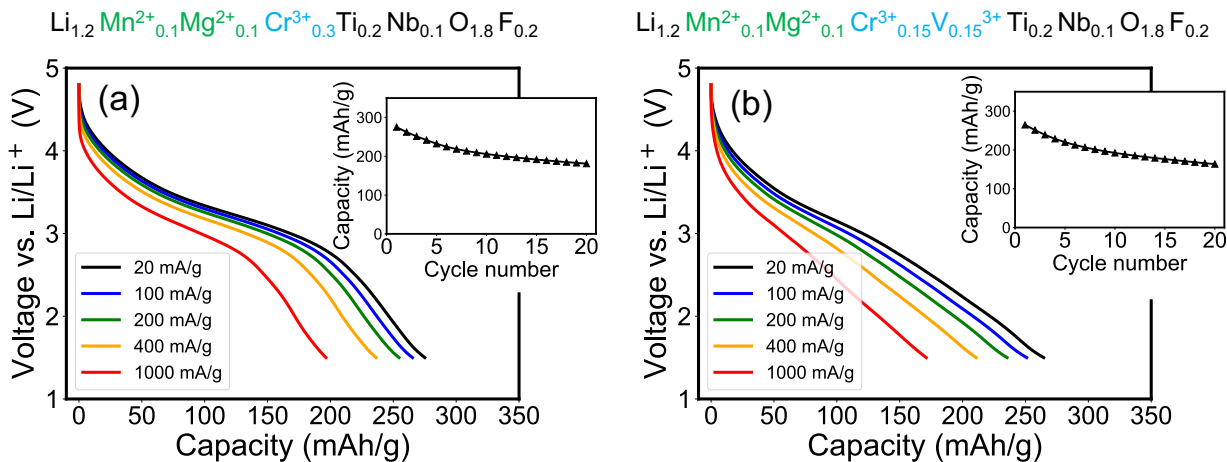 Li1.2 Mn2+0.1Mg2+0.1 Cr3+0.3Ti0.2 Nb0.1 O1.8 F0.2
(a)
Voltage vs. Li/Li+ (V)
5
4
3
2
1
0 50 100 150 200 250 300 350
Capacity (mAh/g)
20 mA/g
100 mA/g
200 mA/g
400 mA/g
1000 mA/g
Capacity (mAh/g)
300
200
100
0
0 5 10 15 20
Cycle number
Li1.2 Mn2+0.1Mg2+0.1 Cr3+0.15V0.153+ Ti0.2 Nb0.1 O1.8 F0.2
(b)
Voltage vs. Li/Li+ (V)
5
4
3
2
1
0 50 100 150 200 250 300 350
Capacity (mAh/g)
20 mA/g
100 mA/g
200 mA/g
400 mA/g
1000 mA/g
Capacity (mAh/g)
300
200
100
0
0 5 10 15 20
Cycle number